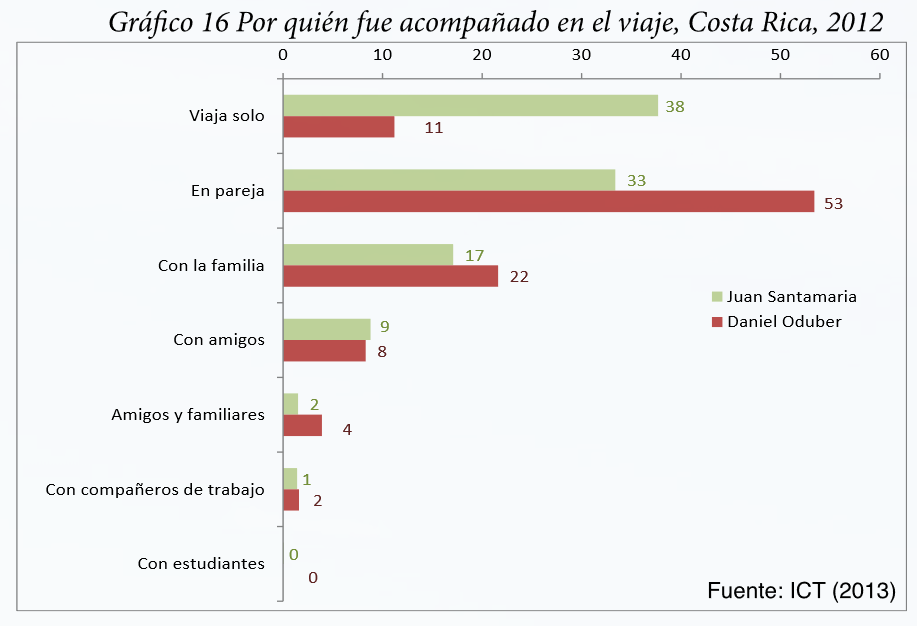 Gráfico 16 Por quién fue acompañado en el viaje, Costa Rica, 2012
0 10 20 30 40 50 60
Viaja solo 38
11
En pareja 33
53
Con la familia 17
22
Con amigos 9
8
Amigos y familiares 2
4
Con compañeros de trabajo 1
2
Con estudiantes 0
0
Juan Santamaria
Daniel Oduber
Fuente: ICT (2013)